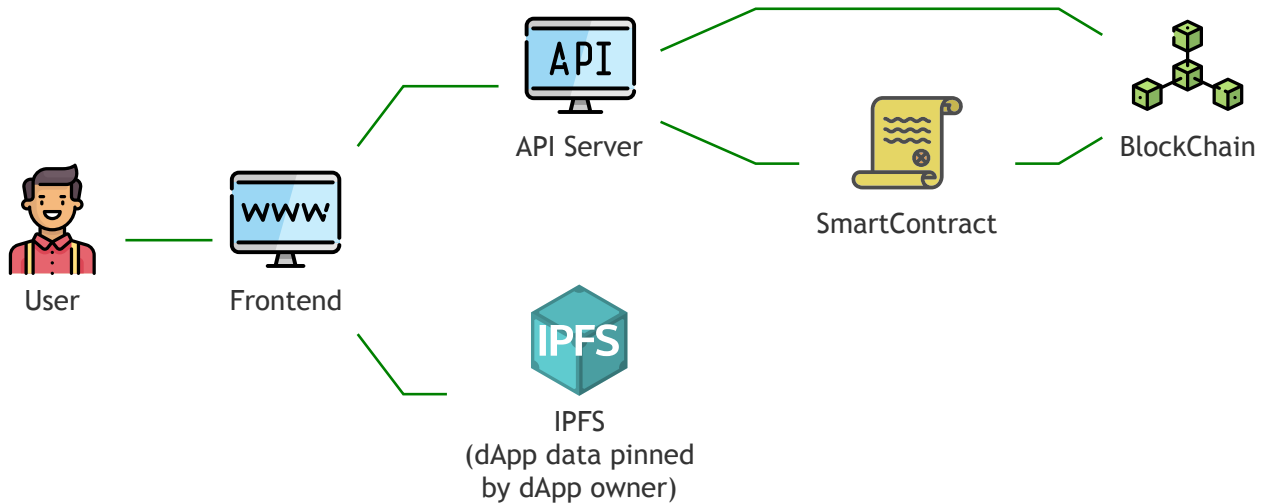 API
API Server
BlockChain
SmartContract
www
User
Frontend
IPFS
IPFS
(dApp data pinned
by dApp owner)